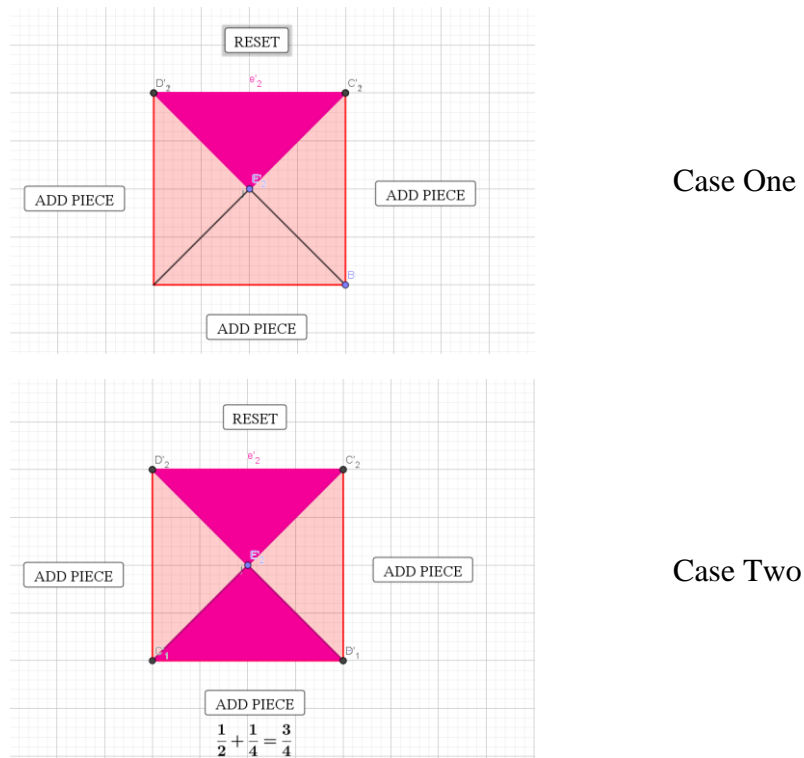 RESET
D'₂ e'₂ C'₂
E
ADD PIECE ADD PIECE Case One
B
ADD PIECE
RESET
D'₂ e'₂ C'₂
E
ADD PIECE ADD PIECE Case Two
B'₁
ADD PIECE
1/2 + 1/4 = 3/4